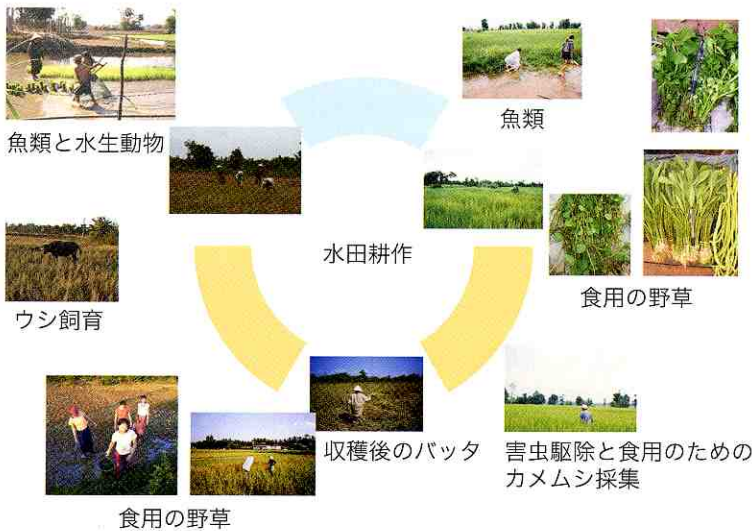 魚類と水生動物
魚類
水田耕作
食用の野草
ウシ飼育
収穫後のバッタ
害虫駆除と食用のための
カメムシ採集
食用の野草